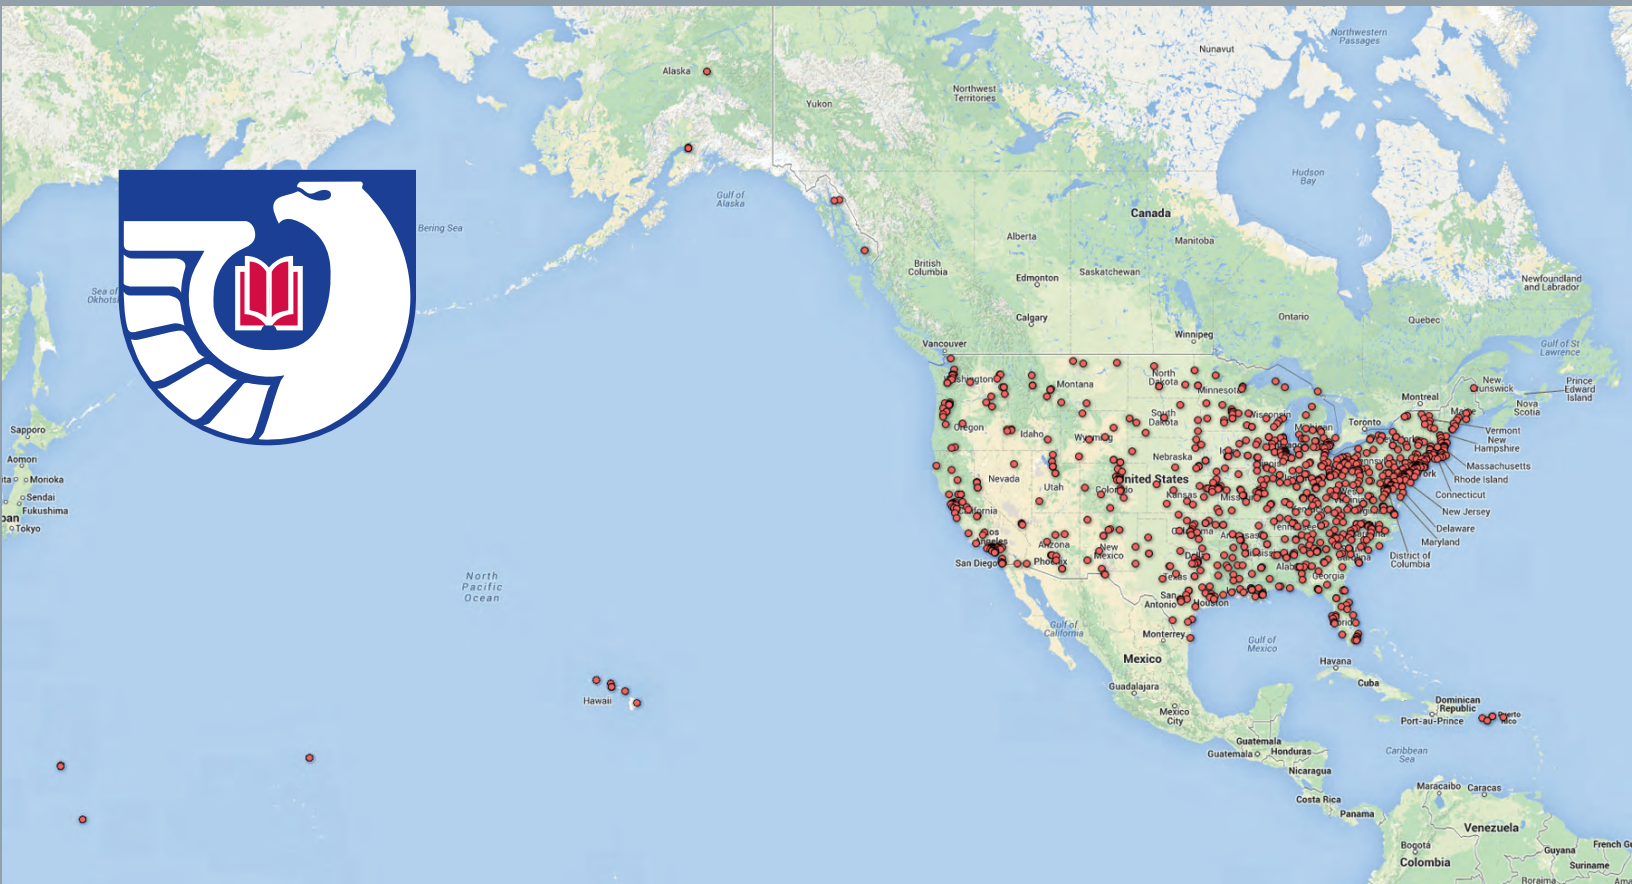 Northwestern
Passages
Nunavut
Alaska
Northwest
Territories
Yukon
Hudson
Bay
Gulf of
Alaska
Canada
Bering Sea
Alberta
Manitoba
British
Columbia
Edmonton
Saskatchewan
Newfoundland
and Labrador
Sea of
Calgary
Ontario
Quebec
Winnipeg
Vancouver
Gulf of St
Lawrence
North
Dakota
Montana
Minnesota
New
Prince
Edward
Island
Montreal
Nova
Scotia
Sapporo
South
Dakota
Toronto
Oregon
Idaho
Vermont
New
Hampshire
Aomon
Nebraska
Massachusetts
Morioka
Nevada
United States
Rhode Island
Utah
Sendai
Kansas
Connecticut
Fukushima
New Jersey
Tokyo
Delaware
Arizona
New
Mexico
Maryland
San Diego
District of
Columbia
North
Pacific
Ocean
Texas
Georgia
San
Antonio
Houston
Gulf of
California
Monterrey
Gulf of
Mexico
Mexico
Havana
Cuba
Guadalajara
Hawaii
Dominican
Republic
Mexico
City
Port-au-Prince
Puerto
Rico
Guatemala
Guatemala
Honduras
Caribbean
Sea
Nicaragua
Maracaibo
Caracas
Costa Rica
Panama
Venezuela
Bogotá
Guyana
Colombia
Suriname